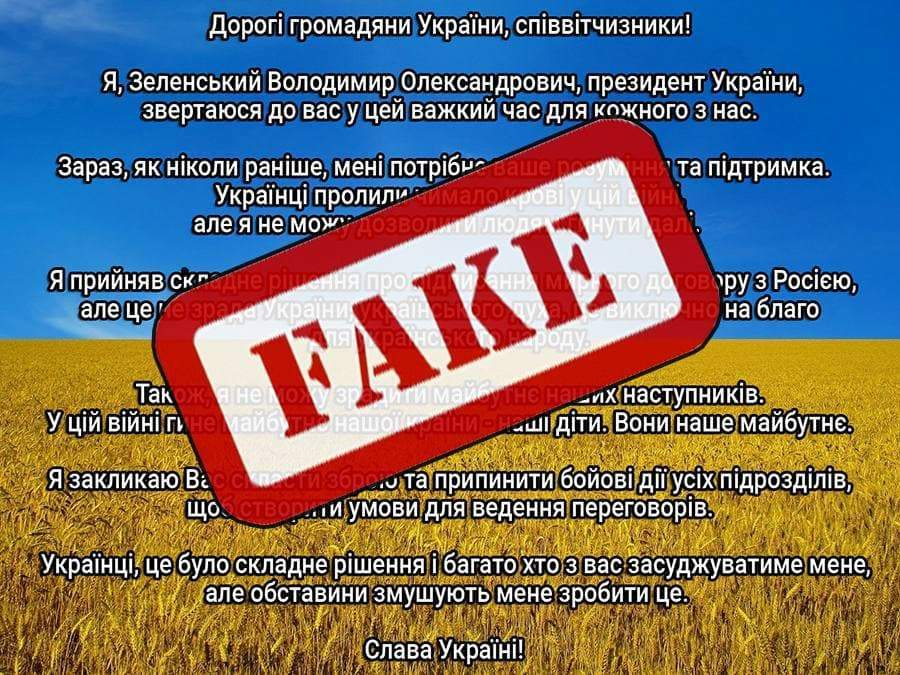 Дорогі громадяни України, співвітчизники!
Я, Зеленський Володимир Олександрович, президент України,
звертаюся до вас у цей важкий час для кожного з нас.
Зараз, як ніколи раніше, мені потрібне ваше розуміння та підтримка.
Українці пролили чимало крові у цій війні,
але я не можу дозволити людям гинути далі.
Я прийняв складне рішення про підписання мирного договору з Росією,
але це не зрада України, українського духа, це виключно на благо
для українського народу.
Також, я не можу зрадити майбутнє наших наступників.
У цій війні гине майбутнє нашої країни - наші діти. Вони наше майбутнє.
Я закликаю Вас скласти зброю та припинити бойові дії усіх підрозділів,
щоб створити умови для ведення переговорів.
Українці, це було складне рішення і багато хто з вас засуджуватиме мене,
але обставини змушують мене зробити це.
Слава Україні!
FAKE